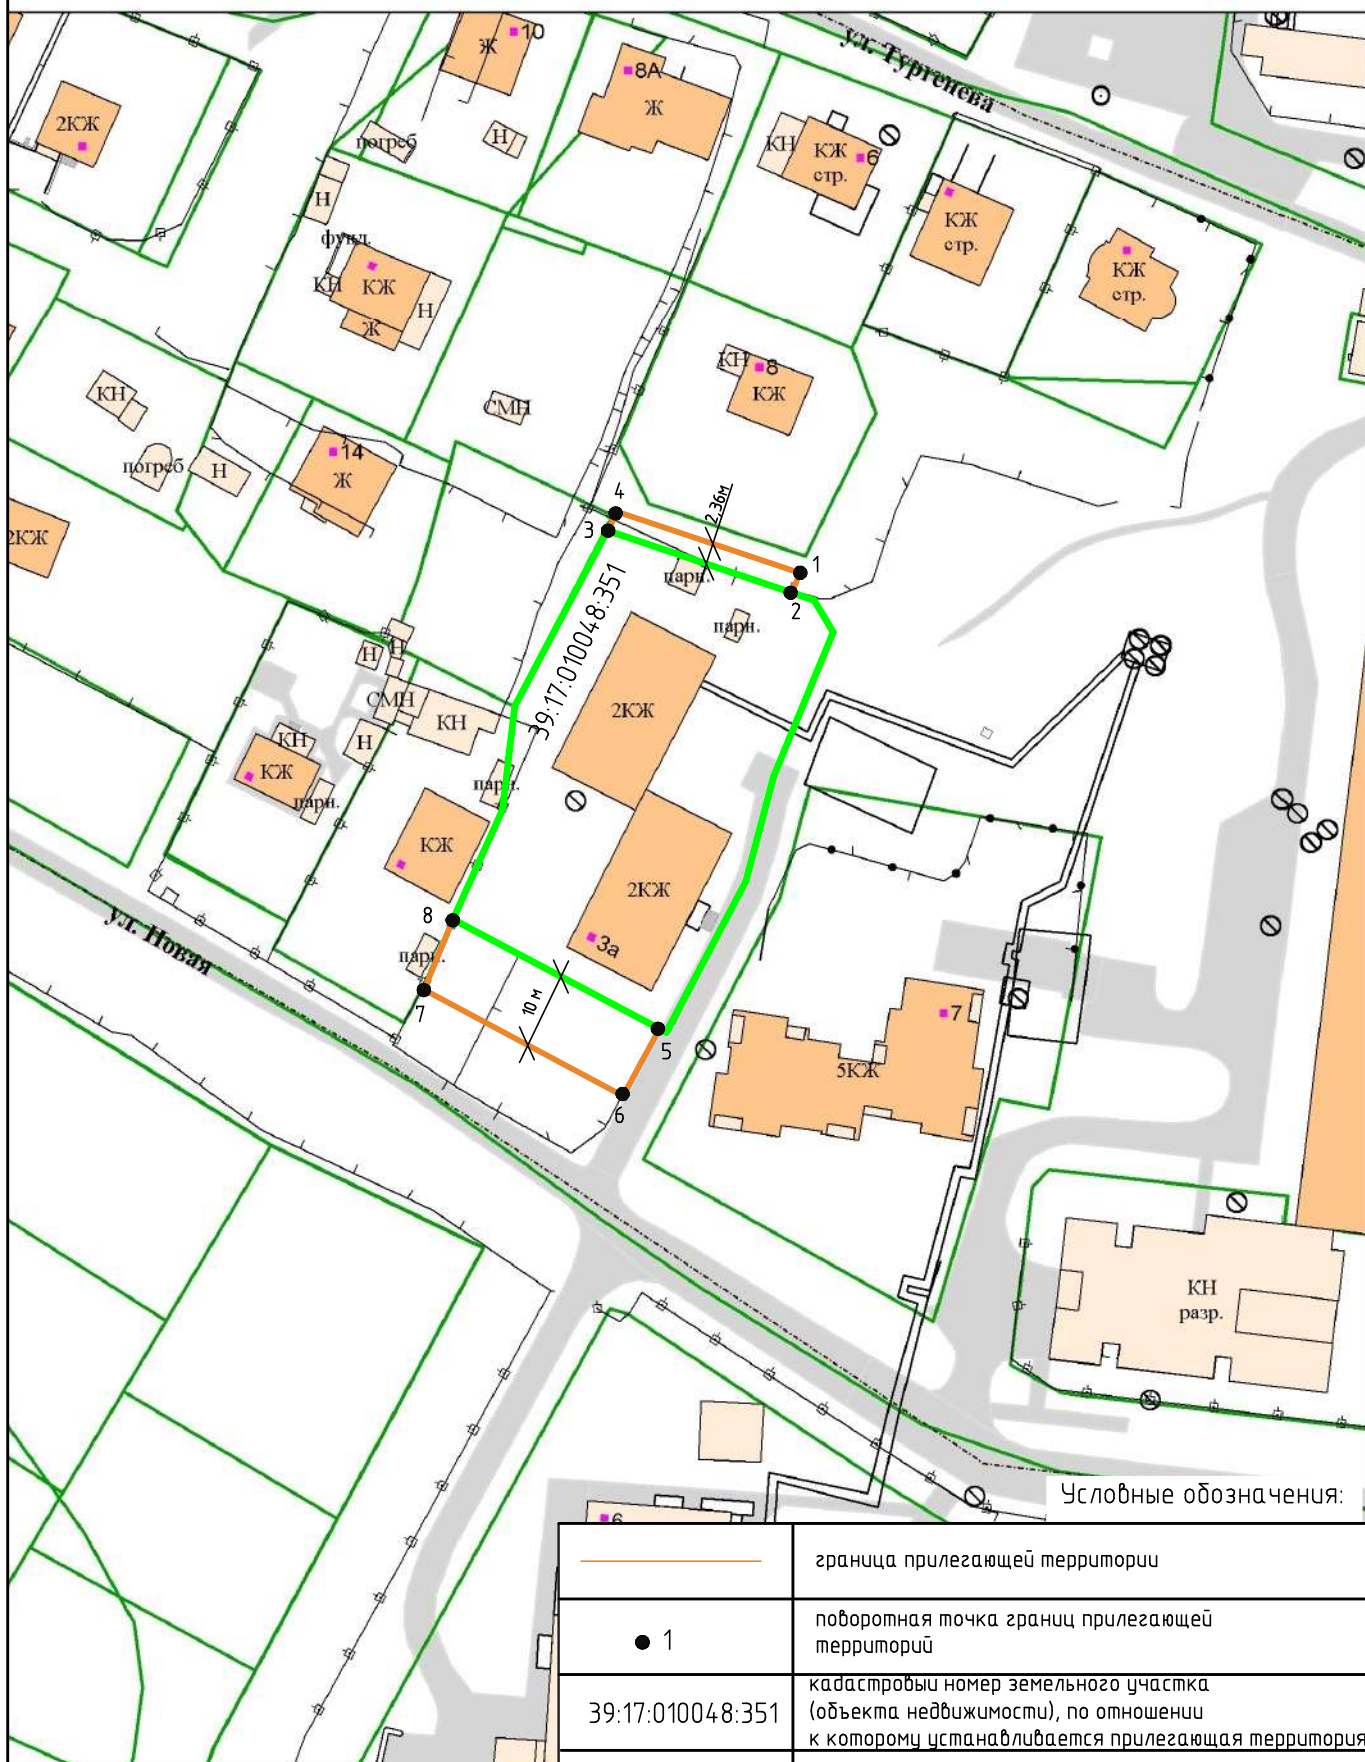 10
Ж
8А
Ж
ул. Тургенева
2КЖ
погреб
Н
КН
КЖ
стр.
6
Н
КЖ
стр.
фунд.
КН
КЖ
Н
Ж
КЖ
стр.
КН
8
КЖ
КН
СМН
14
Ж
погреб
Н
2КЖ
4
2,36м
3
1
парн.
2
39:17:010048:351
парн.
Н
Н
СМН
КН
Н
2КЖ
КН
КЖ
парн.
парн.
КЖ
2КЖ
8
3а
ул. Новая
парн.
7
10 м
5
6
7
5КЖ
КН
разр.
6
Условные обозначения:
граница прилегающей территории
1
поворотная точка границ прилегающей
территорий
39:17:010048:351
кадастровый номер земельного участка
(объекта недвижимости), по отношении
к которому устанавливается прилегающая территория